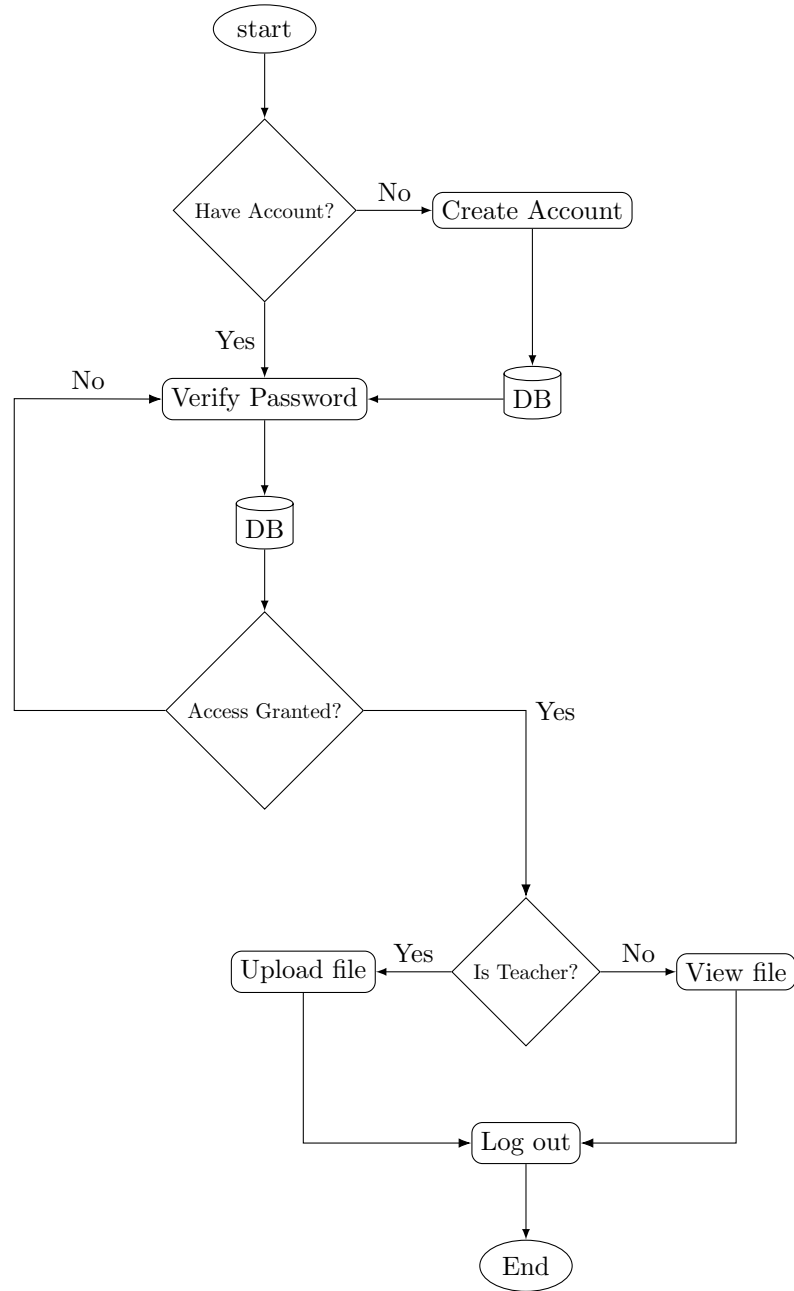 start
Have Account?
No
Create Account
Yes
No
Verify Password
DB
DB
Access Granted?
Yes
Upload file
Yes
Is Teacher?
No
View file
Log out
End